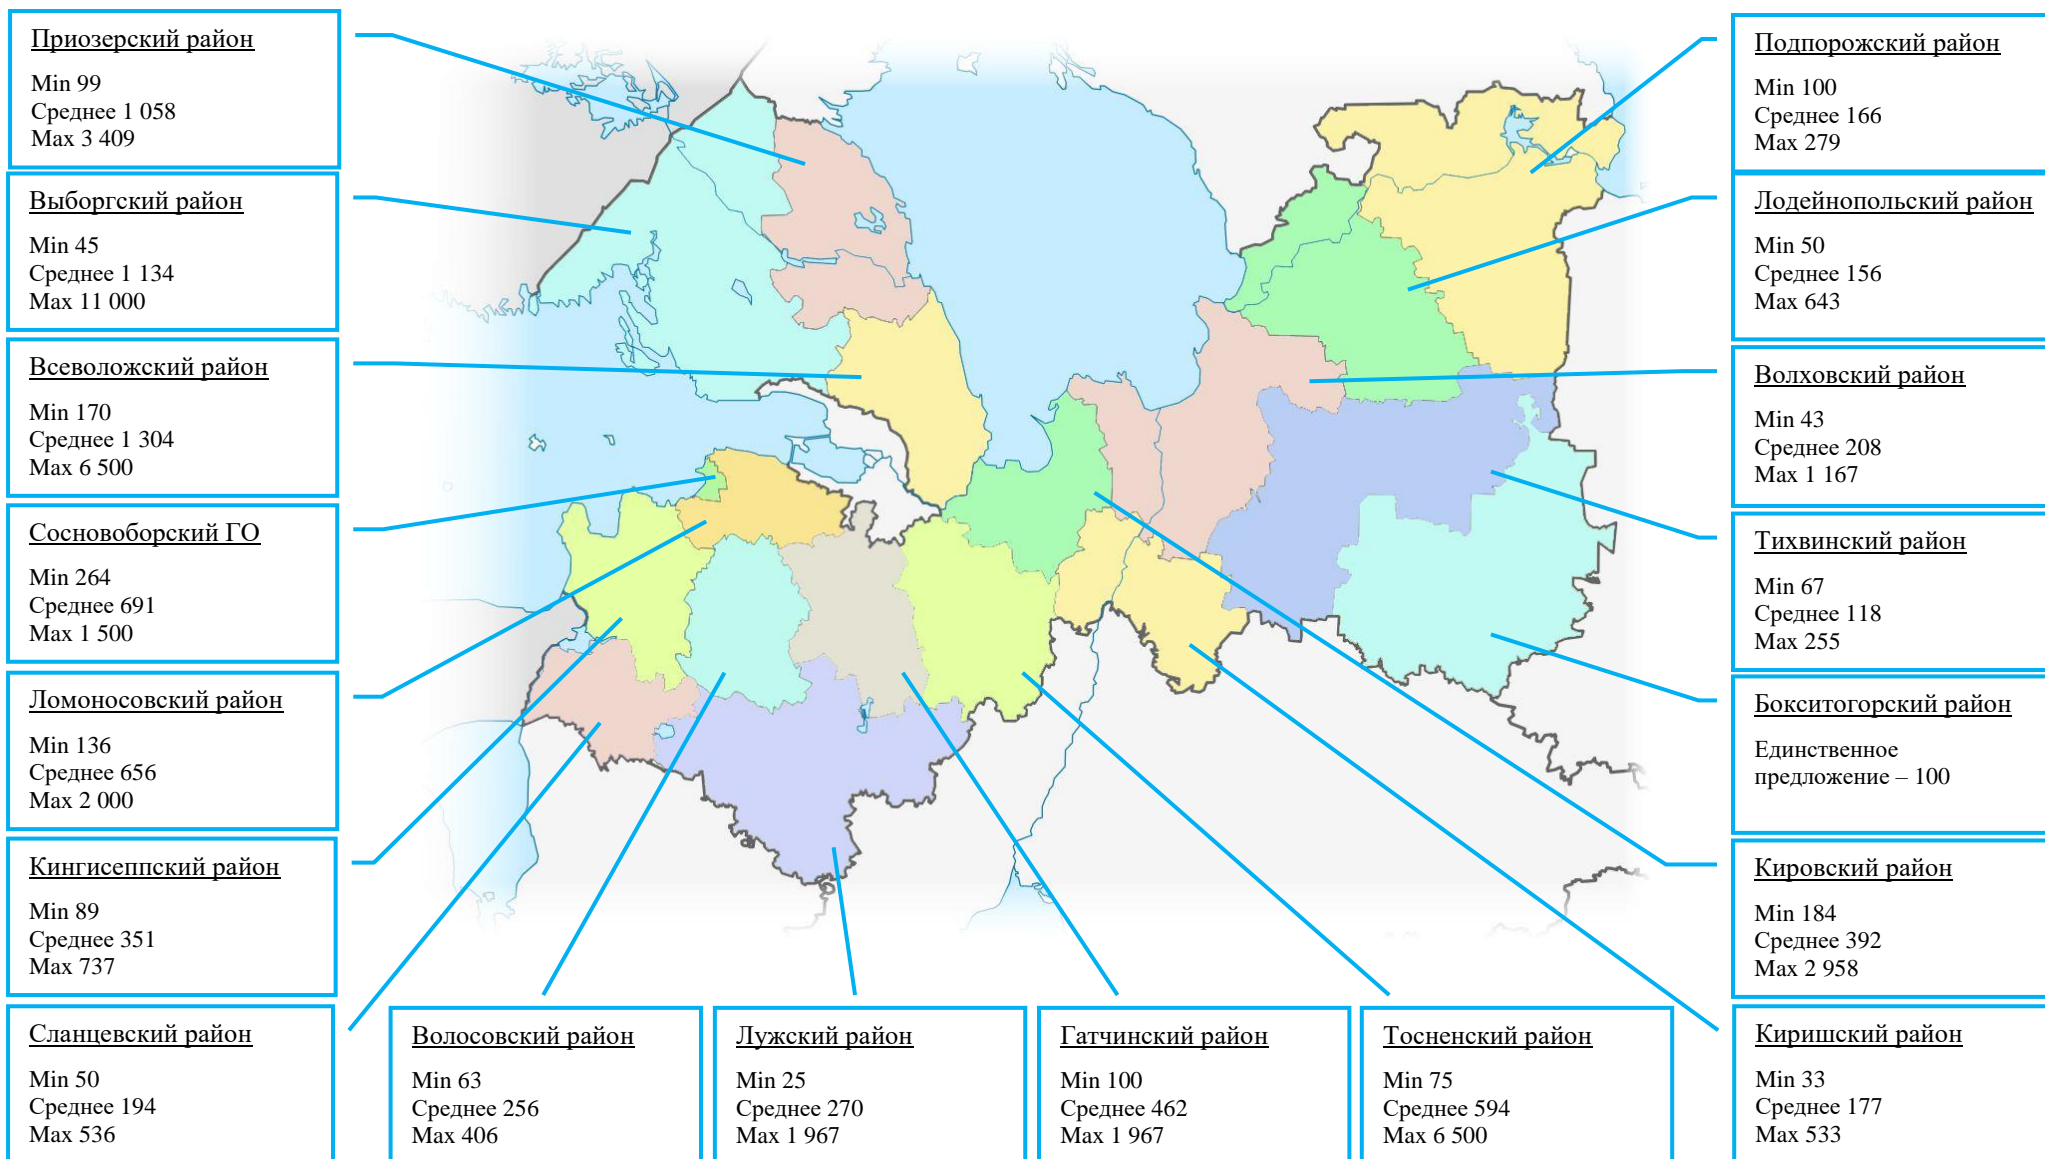 Приозерский район
Min 99
Среднее 1 058
Max 3 409
Выборгский район
Min 45
Среднее 1 134
Max 11 000
Всеволожский район
Min 170
Среднее 1 304
Max 6 500
Сосновоборский ГО
Min 264
Среднее 691
Max 1 500
Ломоносовский район
Min 136
Среднее 656
Max 2 000
Кингисеппский район
Min 89
Среднее 351
Max 737
Сланцевский район
Min 50
Среднее 194
Max 536
Волосовский район
Min 63
Среднее 256
Max 406
Лужский район
Min 25
Среднее 270
Max 1 967
Гатчинский район
Min 100
Среднее 462
Max 1 967
Тосненский район
Min 75
Среднее 594
Max 6 500
Подпорожский район
Min 100
Среднее 166
Max 279
Лодейнопольский район
Min 50
Среднее 156
Max 643
Волховский район
Min 43
Среднее 208
Max 1 167
Тихвинский район
Min 67
Среднее 118
Max 255
Бокситогорский район
Единственное
предложение – 100
Кировский район
Min 184
Среднее 392
Max 2 958
Киришский район
Min 33
Среднее 177
Max 533